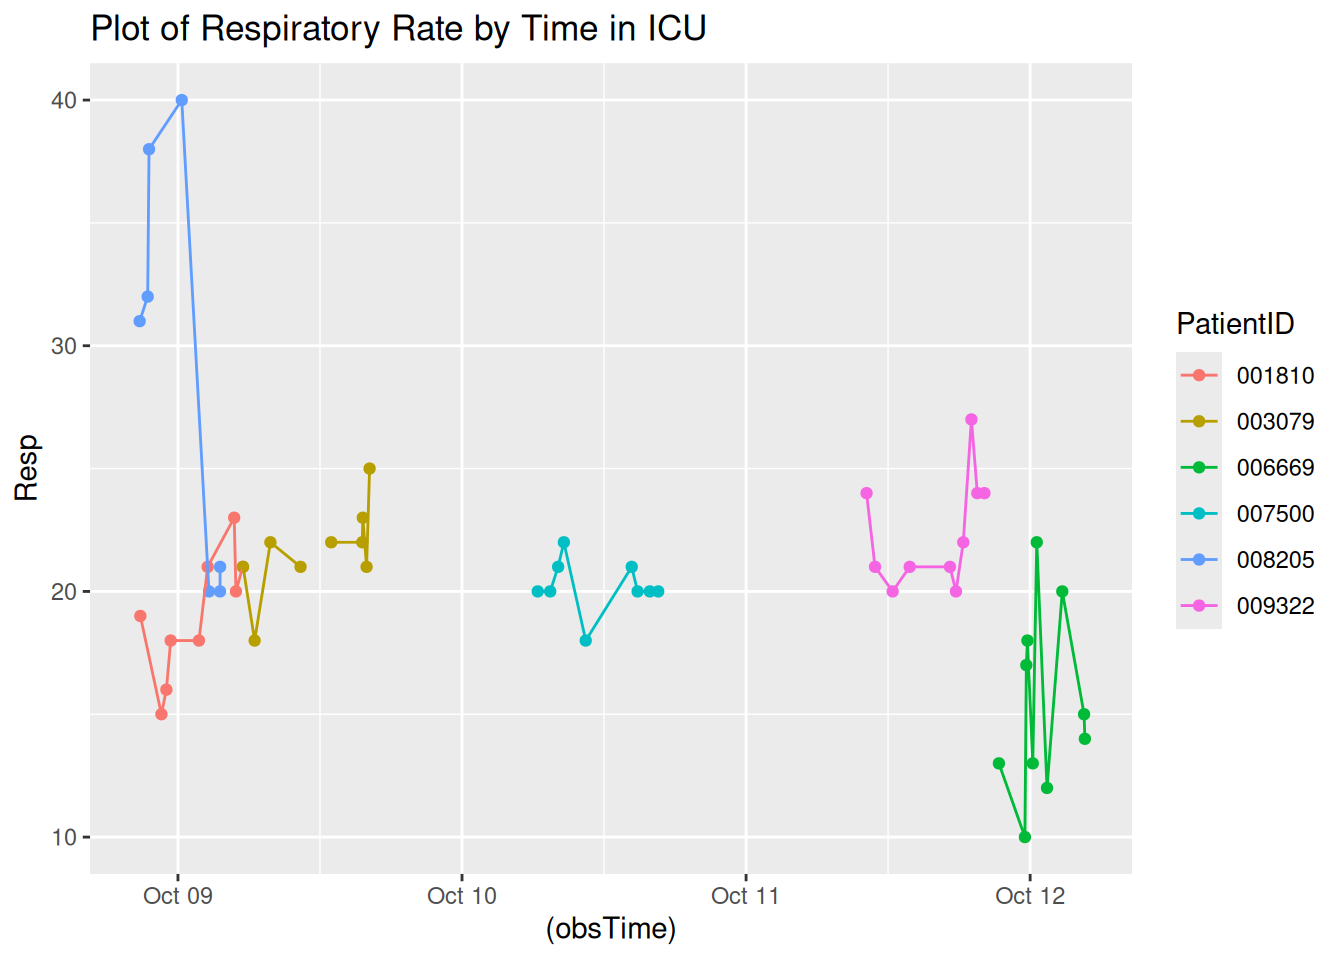 Plot of Respiratory Rate by Time in ICU
40
30
20
10
Resp
Oct 09 Oct 10 Oct 11 Oct 12
(obsTime)
PatientID
001810
003079
006669
007500
008205
009322